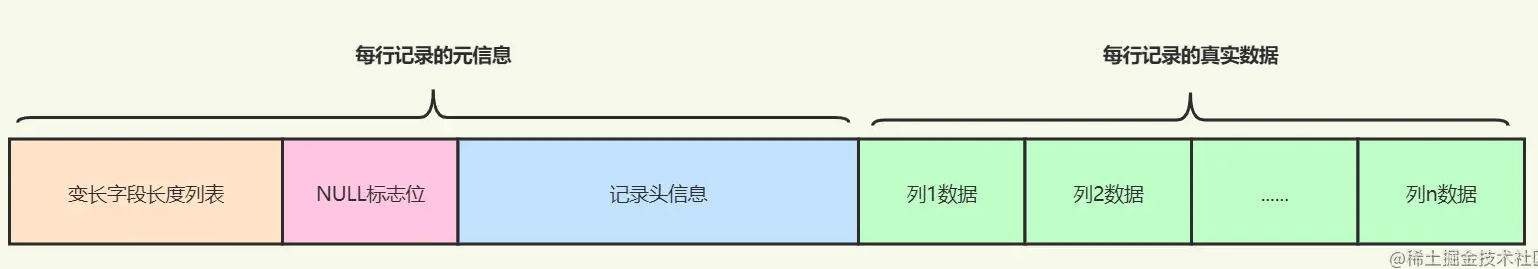 每行记录的元信息
每行记录的真实数据
变长字段长度列表
NULL标志位
记录头信息
列1数据
列2数据
......
列n数据
@稀土掘金技术社区